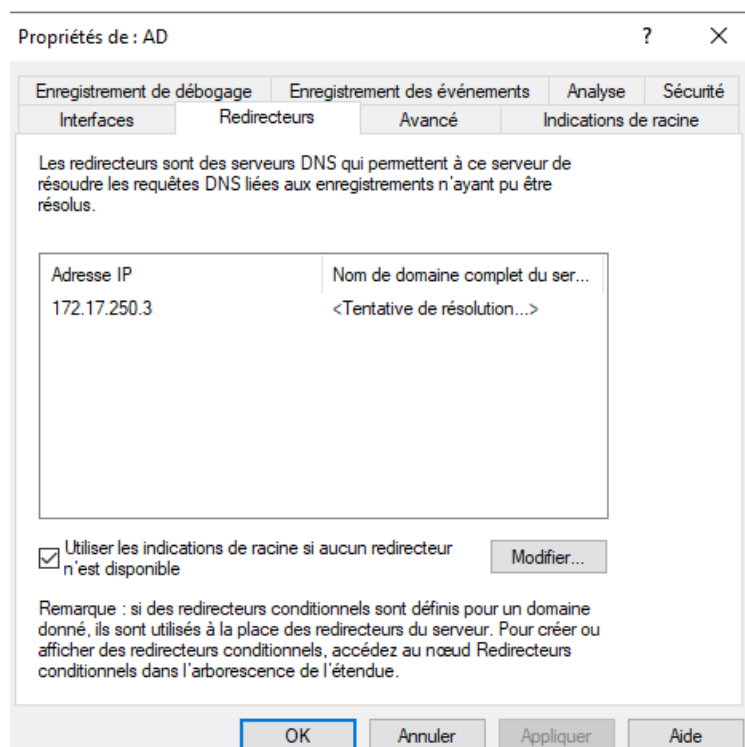 Propriétés de : AD
?
Enregistrement de débogage Enregistrement des événements Analyse Sécurité
Interfaces Redirecteurs Avancé Indications de racine
Les redirecteurs sont des serveurs DNS qui permettent à ce serveur de
résoudre les requêtes DNS liées aux enregistrements n'ayant pu être
résolus.
Adresse IP Nom de domaine complet du ser...
172.17.250.3 <Tentative de résolution...>
Utiliser les indications de racine si aucun redirecteur
n'est disponible
Modifier...
Remarque : si des redirecteurs conditionnels sont définis pour un domaine
donné, ils sont utilisés à la place des redirecteurs du serveur. Pour créer ou
afficher des redirecteurs conditionnels, accédez au nœud Redirecteurs
conditionnels dans l'arborescence de l'étendue.
OK Annuler Appliquer Aide